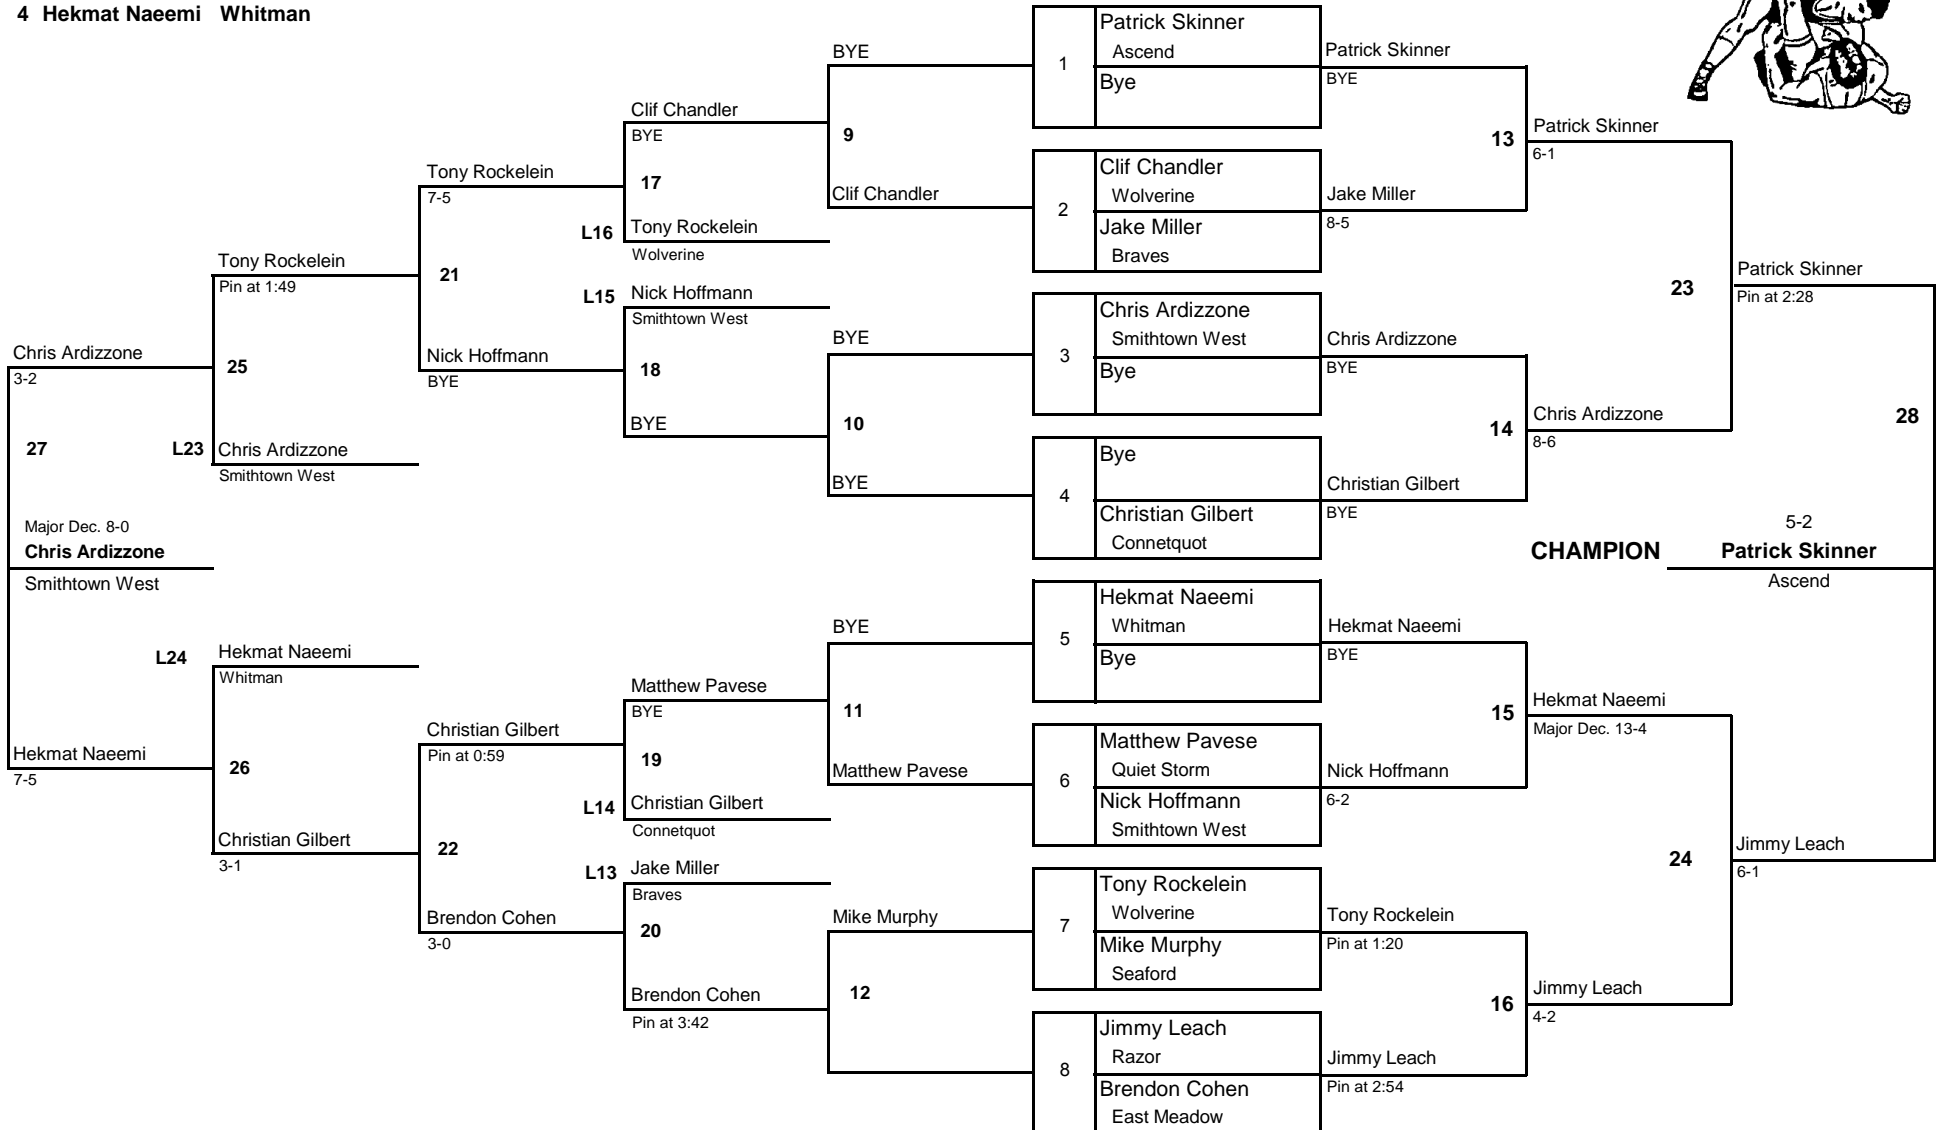 4 Hekmat Naeemi Whitman
Patrick Skinner
Ascend
1
Bye
Clif Chandler
Wolverine
2
Jake Miller
Braves
Chris Ardizzone
Smithtown West
3
Bye
Bye
4
Christian Gilbert
Connetquot
Hekmat Naeemi
Whitman
5
Bye
Matthew Pavese
Quiet Storm
6
Nick Hoffmann
Smithtown West
Tony Rockelein
Wolverine
7
Mike Murphy
Seaford
Jimmy Leach
Razor
8
Brendon Cohen
East Meadow
Patrick Skinner
BYE
13
Jake Miller
8-5
Chris Ardizzone
BYE
14
Christian Gilbert
BYE
Hekmat Naeemi
BYE
15
Nick Hoffmann
6-2
Tony Rockelein
Pin at 1:20
16
Jimmy Leach
Pin at 2:54
Patrick Skinner
6-1
23
Chris Ardizzone
8-6
Hekmat Naeemi
Major Dec. 13-4
24
Jimmy Leach
4-2
Patrick Skinner
Pin at 2:28
28
Jimmy Leach
6-1
5-2
CHAMPION Patrick Skinner
Ascend
BYE
9
Clif Chandler
BYE
10
BYE
BYE
11
Matthew Pavese
Mike Murphy
12
Clif Chandler
BYE
17
L16 Tony Rockelein
Wolverine
L15 Nick Hoffmann
Smithtown West
18
BYE
Matthew Pavese
BYE
19
L14 Christian Gilbert
Connetquot
L13 Jake Miller
Braves
20
Brendon Cohen
Pin at 3:42
Tony Rockelein
7-5
21
Nick Hoffmann
BYE
Christian Gilbert
Pin at 0:59
22
Brendon Cohen
3-0
Tony Rockelein
Pin at 1:49
25
L23 Chris Ardizzone
Smithtown West
L24 Hekmat Naeemi
Whitman
26
Christian Gilbert
3-1
Chris Ardizzone
3-2
27
Major Dec. 8-0
Chris Ardizzone
Smithtown West
Hekmat Naeemi
7-5